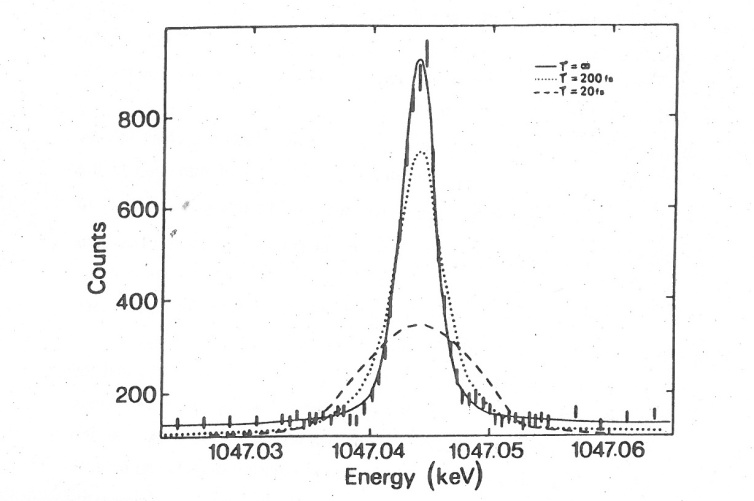 800
600
400
200
Counts
τ = ∞
τ = 200 fs
τ = 20 fs
1047.03
1047.04
1047.05
1047.06
Energy (keV)